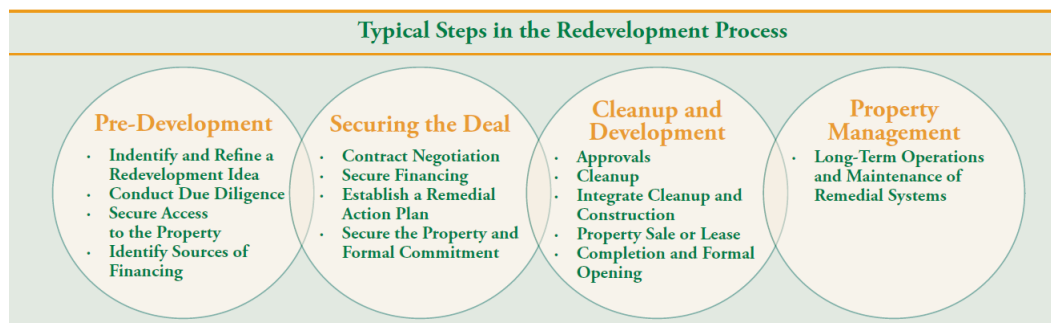 Typical Steps in the Redevelopment Process
Pre-Development
· Indentify and Refine a
Redevelopment Idea
· Conduct Due Diligence
· Secure Access
to the Property
· Identify Sources of
Financing
Securing the Deal
· Contract Negotiation
· Secure Financing
· Establish a Remedial
Action Plan
· Secure the Property and
Formal Commitment
Cleanup and
Development
· Approvals
· Cleanup
· Integrate Cleanup and
Construction
· Property Sale or Lease
· Completion and Formal
Opening
Property
Management
· Long-Term Operations
and Maintenance of
Remedial Systems